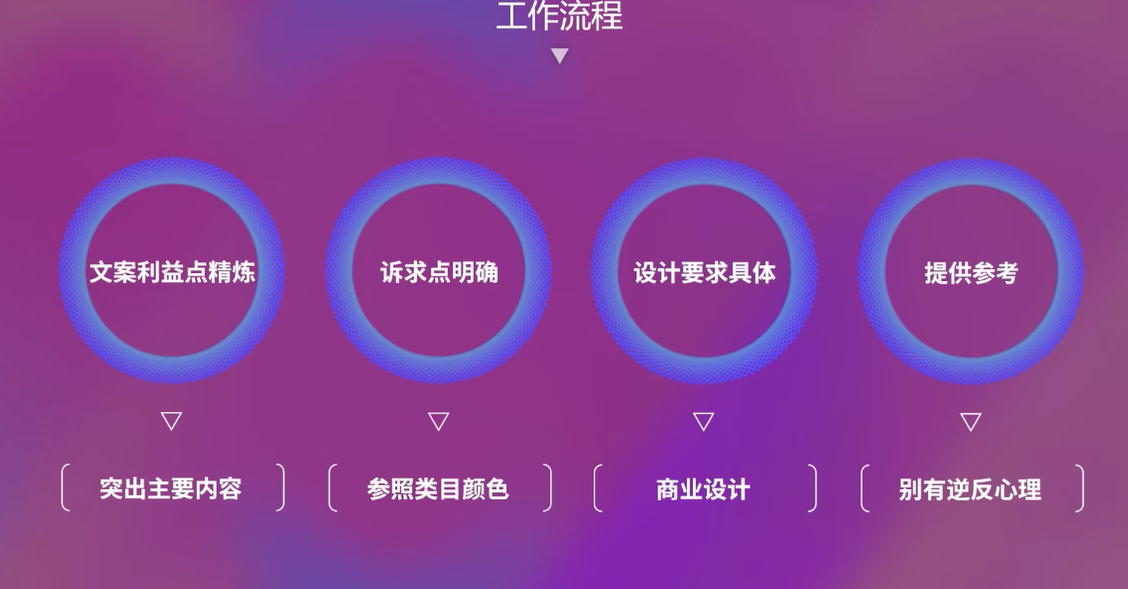 工作流程
文案利益点精炼
诉求点明确
设计要求具体
提供参考
突出主要内容
参照类目颜色
商业设计
别有逆反心理